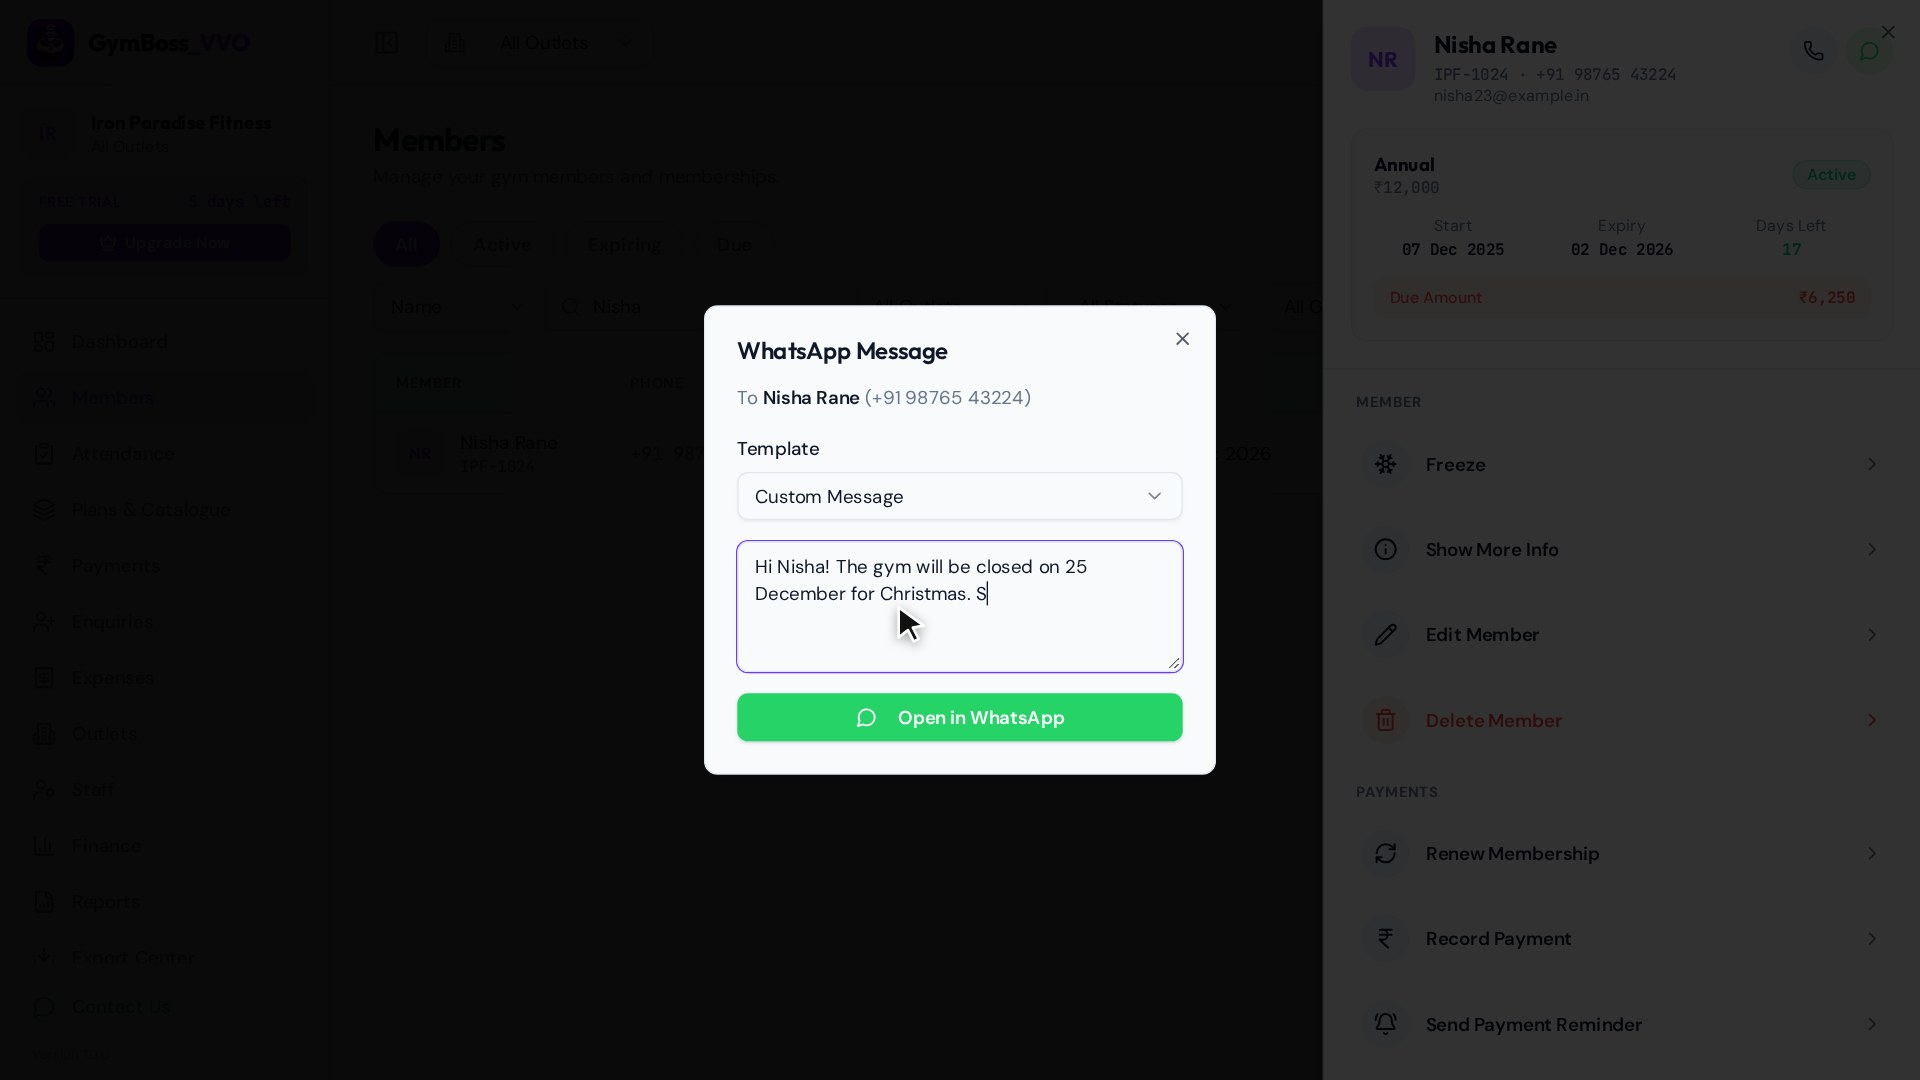 GymBoss_VVO
All Outlets
Iron Paradise Fitness
All Outlets
FREE TRIAL
5 days left
Upgrade Now
Dashboard
Members
Attendance
Plans & Catalogue
Payments
Enquiries
Expenses
Outlets
Staff
Finance
Reports
Export Center
Contact Us
Members
Manage your gym members and memberships.
All
Active
Expiring
Due
Name
Nisha
All G
MEMBER
PHONE
NR
Nisha Rane
IPF-1024
+91 987
2026
WhatsApp Message
To Nisha Rane (+91 98765 43224)
Template
Custom Message
Hi Nisha! The gym will be closed on 25
December for Christmas. S
Open in WhatsApp
NR
Nisha Rane
IPF-1024 · +91 98765 43224
nisha23@example.in
Annual
₹12,000
Active
Start
Expiry
Days Left
07 Dec 2025
02 Dec 2026
17
Due Amount
₹6,250
MEMBER
Freeze
Show More Info
Edit Member
Delete Member
PAYMENTS
Renew Membership
Record Payment
Send Payment Reminder